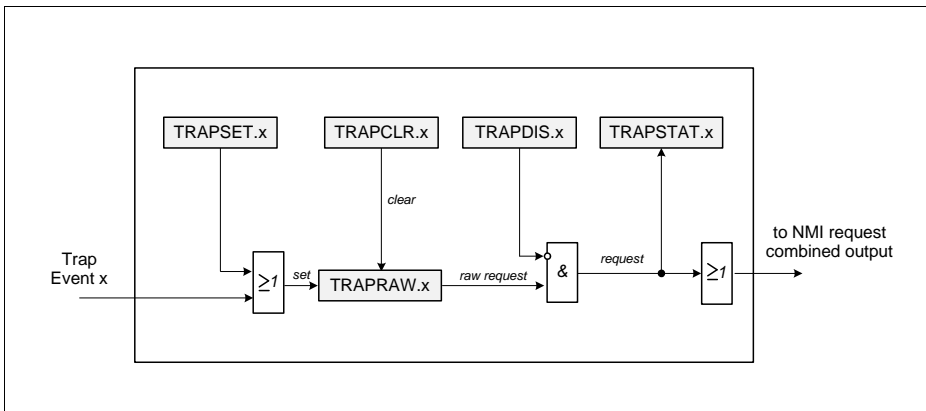 TRAPSET.x
TRAPCLR.x
TRAPDIS.x
TRAPSTAT.x
clear
to NMI request
combined output
Trap
Event x
≥1
set
TRAPRAW.x
raw request
&
request
≥1